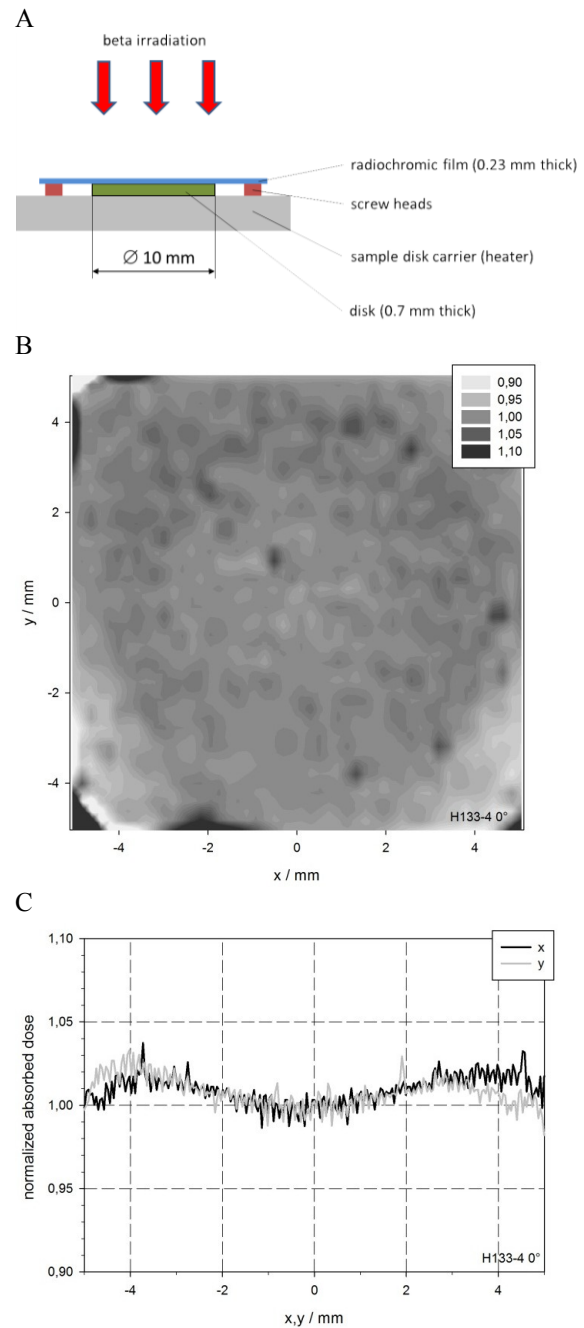 A
beta irradiation
radiochromic film (0.23 mm thick)
screw heads
sample disk carrier (heater)
∅ 10 mm
disk (0.7 mm thick)
B
0,90
0,95
1,00
1,05
1,10
4
2
0
-2
-4
y / mm
H133-4 0°
-4 -2 0 2 4
x / mm
C
x
y
1,10
1,05
1,00
0,95
0,90
normalized absorbed dose
H133-4 0°
-4 -2 0 2 4
x,y / mm